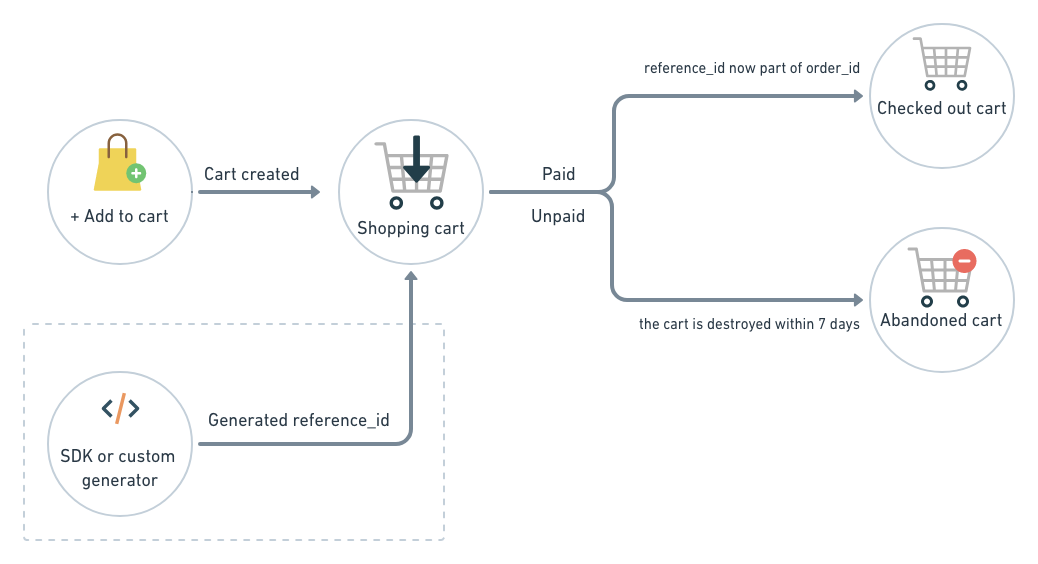 reference_id now part of order_id
Checked out cart
+ Add to cart
Cart created
Shopping cart
Paid
Unpaid
the cart is destroyed within 7 days
Abandoned cart
</>
SDK or custom
generator
Generated reference_id